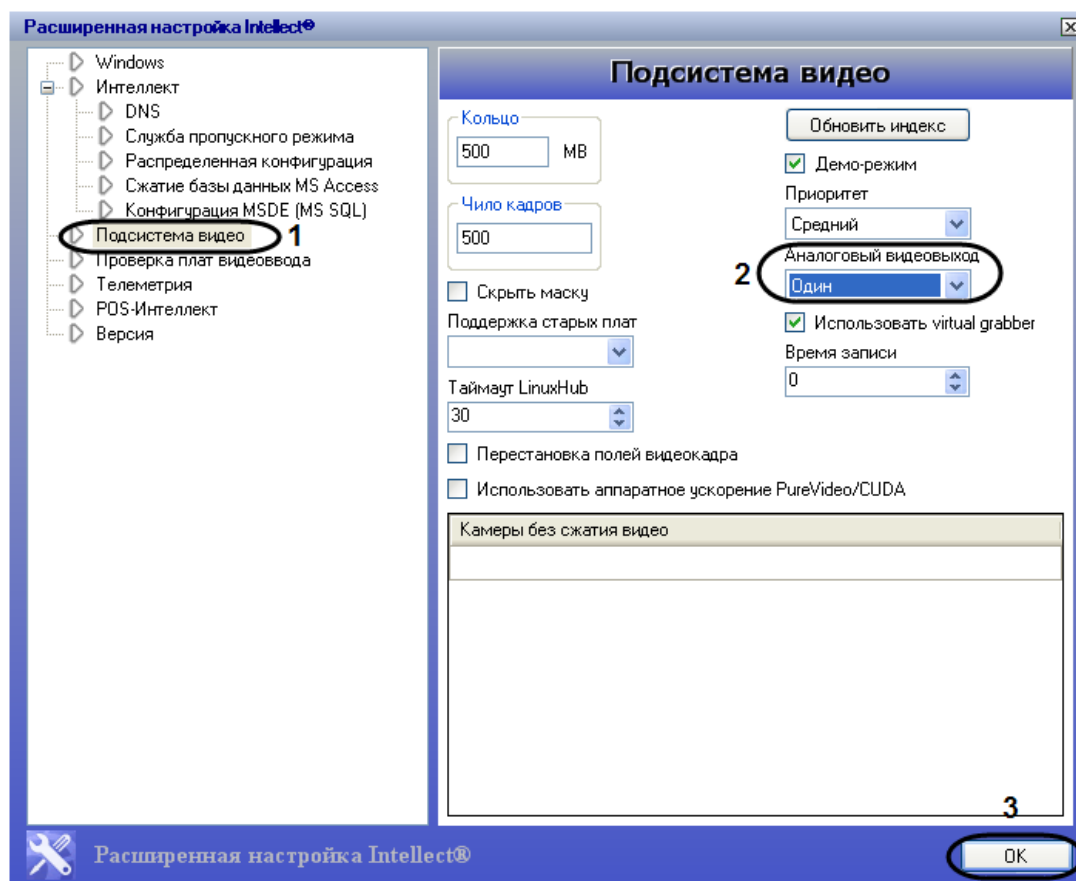 Расширенная настройка Intellect®
Windows
Интеллект
DNS
Служба пропускного режима
Распределенная конфигурация
Сжатие базы данных MS Access
Конфигурация MSDE (MS SQL)
Подсистема видео
1
Проверка плат видеоввода
Телеметрия
POS-Интеллект
Версия
Подсистема видео
Кольцо
500 MB
Чило кадров
500
Скрыть маску
Поддержка старых плат
Таймаут LinuxHub
30
Обновить индекс
Демо-режим
Приоритет
Средний
Аналоговый видеовыход
2
Один
Использовать virtual grabber
Время записи
0
Перестановка полей видеокадра
Использовать аппаратное ускорение PureVideo/CUDA
Камеры без сжатия видео
3
Расширенная настройка Intellect®
OK